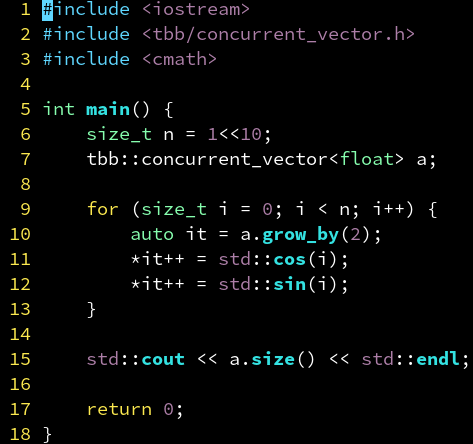 1 #include <iostream>
2 #include <tbb/concurrent_vector.h>
3 #include <cmath>
4
5 int main() {
6     size_t n = 1<<10;
7     tbb::concurrent_vector<float> a;
8
9     for (size_t i = 0; i < n; i++) {
10         auto it = a.grow_by(2);
11         *it++ = std::cos(i);
12         *it++ = std::sin(i);
13     }
14
15     std::cout << a.size() << std::endl;
16
17     return 0;
18 }